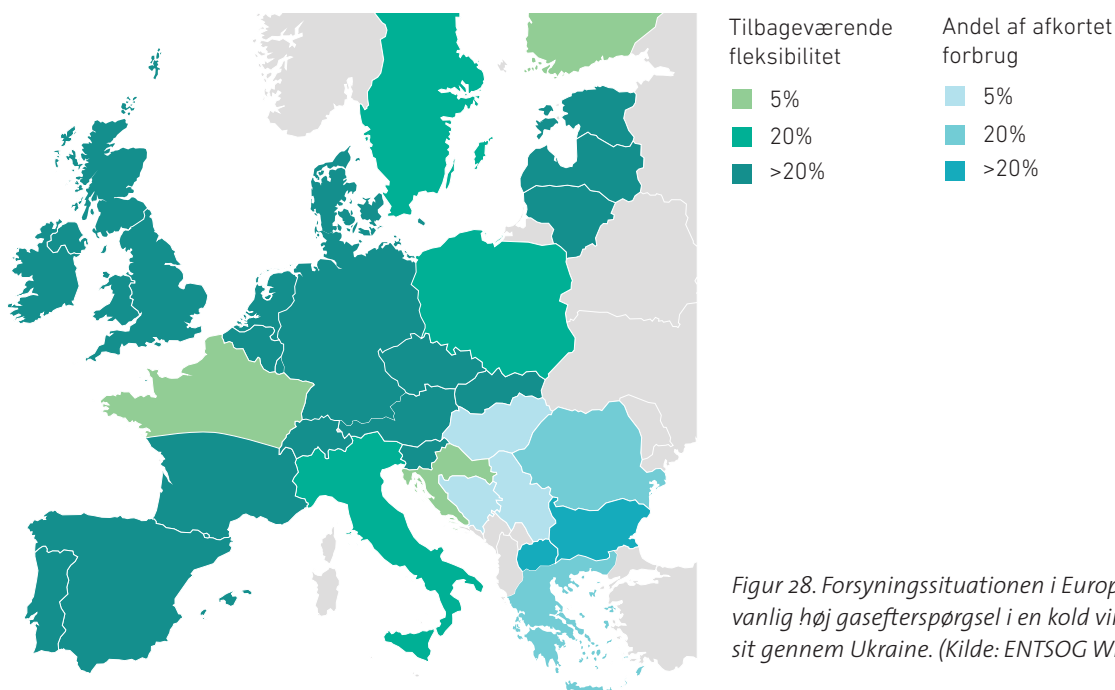 Tilbageværende
fleksibilitet
5%
20%
>20%
Andel af afkortet
forbrug
5%
20%
>20%
Figur 28. Forsyningssituationen i Europ
vanlig høj gasefterspørgsel i en kold vi
sit gennem Ukraine. (Kilde: ENTSOG W